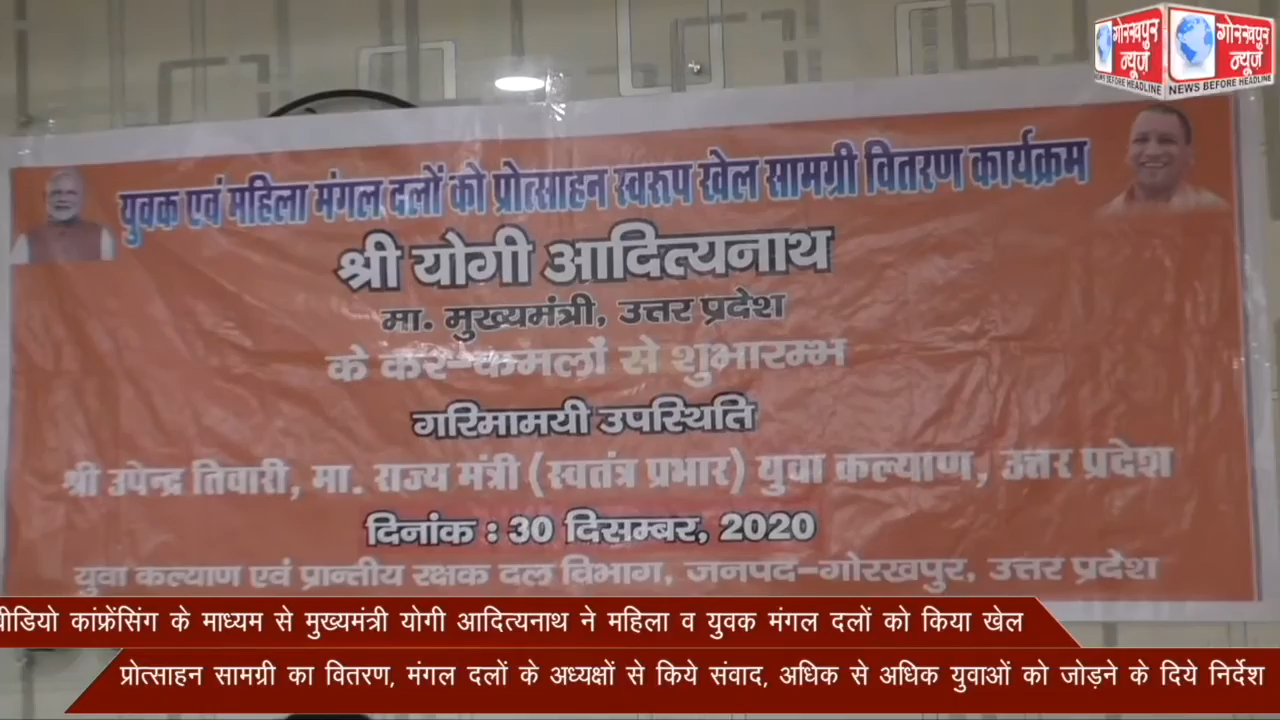 गोरखपुर
न्यूज़
NEWS BEFORE HEADLINE
गोरखपुर
न्यूज़
NEWS BEFORE HEADLINE
युवक एवं महिला मंगल दलों को प्रोत्साहन स्वरूप खेल सामग्री वितरण कार्यक्रम
श्री योगी आदित्यनाथ
मा. मुख्यमंत्री, उत्तर प्रदेश
के कर-कमलों से शुभारम्भ
गरिमामयी उपस्थिति
श्री उपेन्द्र तिवारी, मा. राज्य मंत्री (स्वतंत्र प्रभार) युवा कल्याण, उत्तर प्रदेश
दिनांक : 30 दिसम्बर, 2020
युवा कल्याण एवं प्रान्तीय रक्षक दल विभाग, जनपद-गोरखपुर, उत्तर प्रदेश
वीडियो कांफ्रेंसिंग के माध्यम से मुख्यमंत्री योगी आदित्यनाथ ने महिला व युवक मंगल दलों को किया खेल
प्रोत्साहन सामग्री का वितरण, मंगल दलों के अध्यक्षों से किये संवाद, अधिक से अधिक युवाओं को जोड़ने के दिये निर्देश